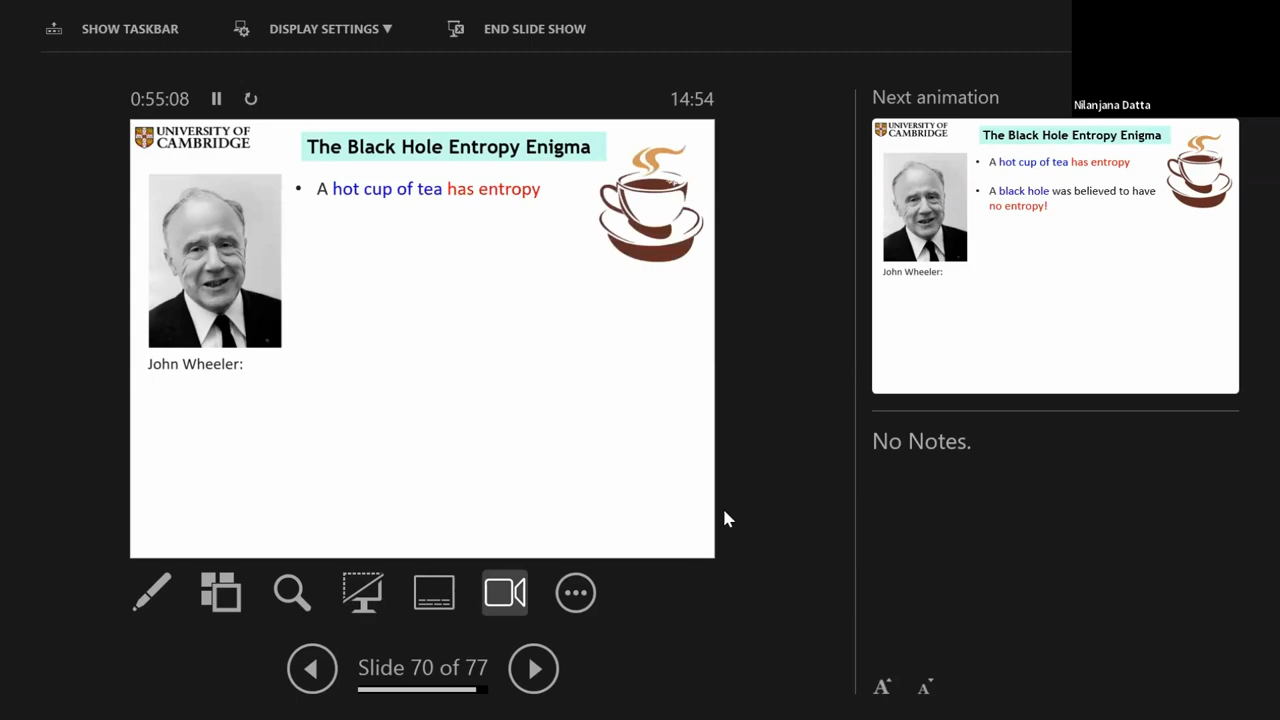 SHOW TASKBAR
DISPLAY SETTINGS ▼
END SLIDE SHOW
0:55:08
14:54
Next animation
Nilanjana Datta
UNIVERSITY OF
CAMBRIDGE
The Black Hole Entropy Enigma
• A hot cup of tea has entropy
John Wheeler:
UNIVERSITY OF
CAMBRIDGE
The Black Hole Entropy Enigma
• A hot cup of tea has entropy
• A black hole was believed to have
no entropy!
John Wheeler:
No Notes.
Slide 70 of 77
A A